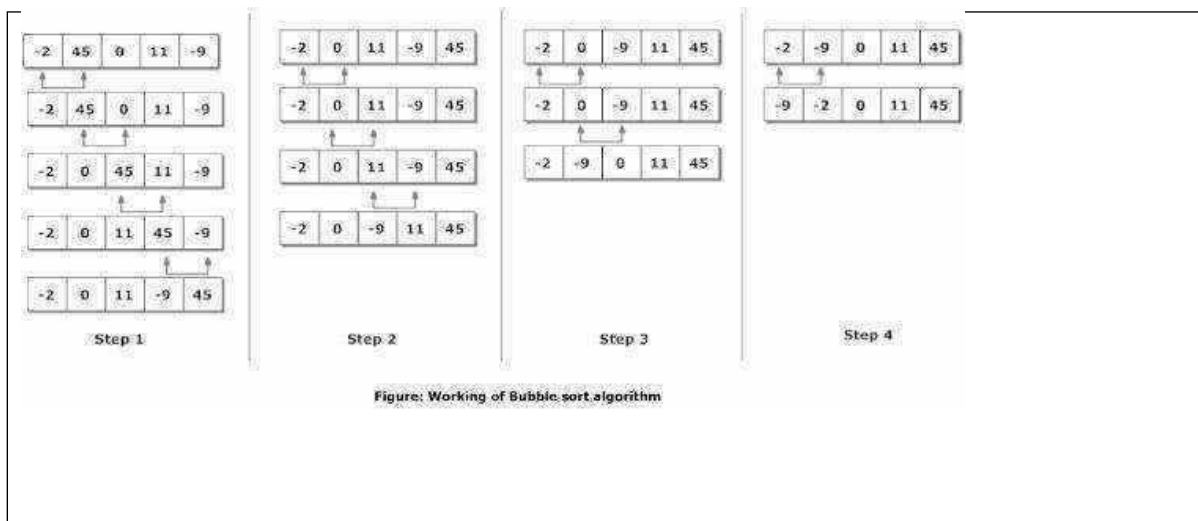 -2 45 0 11 -9
-2 45 0 11 -9
-2 0 45 11 -9
-2 0 11 45 -9
-2 0 11 -9 45
Step 1
-2 0 11 -9 45
-2 0 11 -9 45
-2 0 11 -9 45
-2 0 -9 11 45
Step 2
-2 0 -9 11 45
-2 0 -9 11 45
-2 -9 0 11 45
Step 3
-2 -9 0 11 45
-9 -2 0 11 45
Step 4
Figure: Working of Bubble sort algorithm